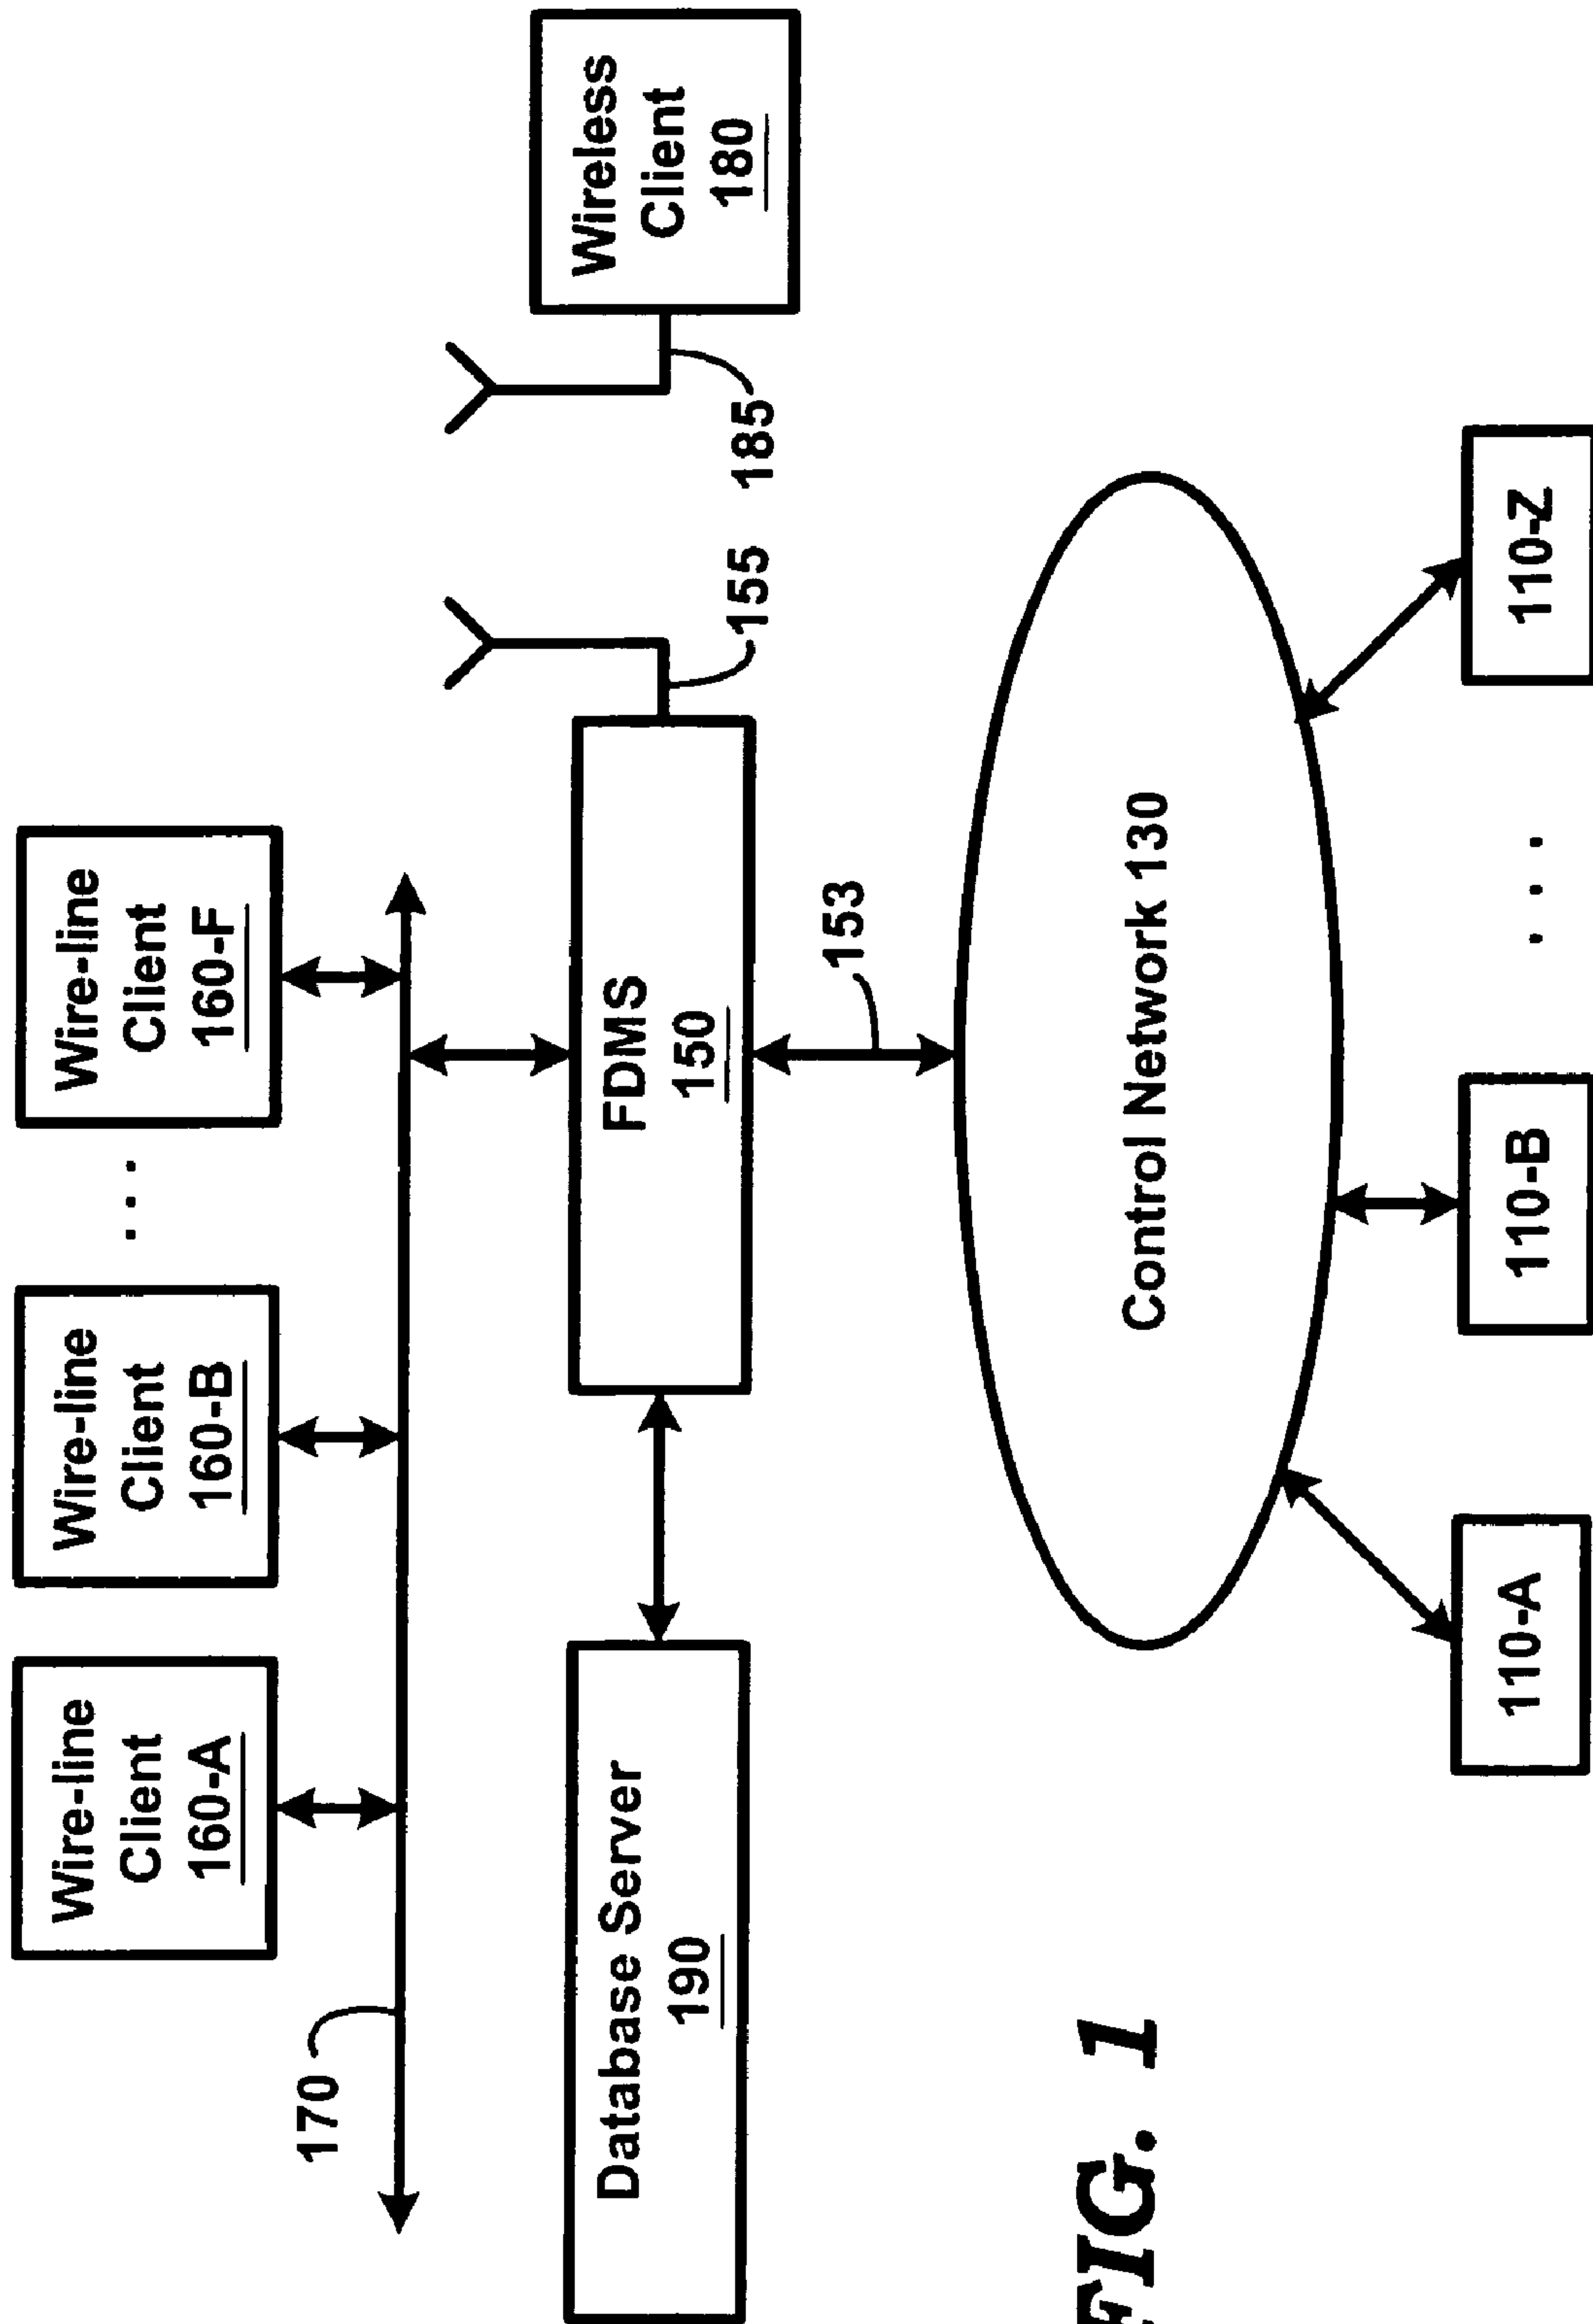 Wire-line
Client
160-A
Wire-line
Client
160-B
. . .
Wire-line
Client
160-F
170
Database Server
190
FDMS
150
Wireless
Client
180
155
185
153
Control Network 130
110-A
110-B
. . .
110-Z
FIG. 1